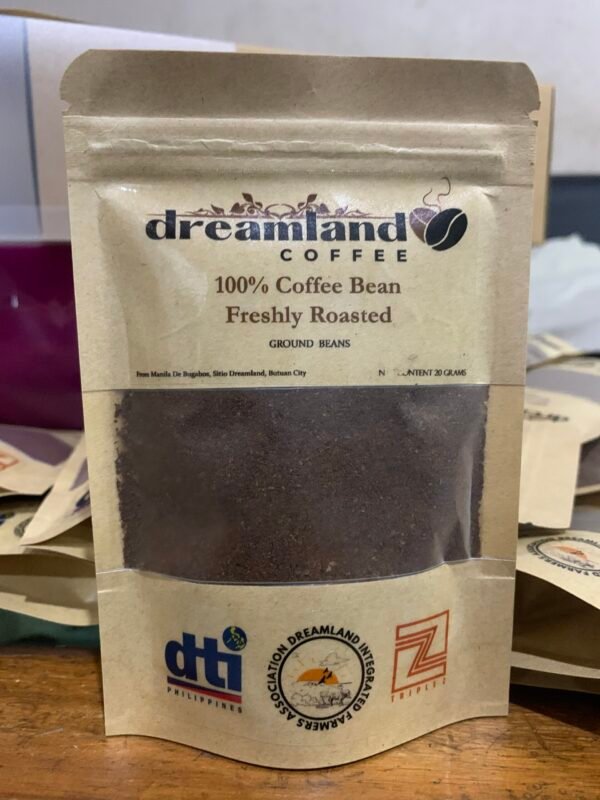 dreamland
COFFEE
100% Coffee Bean
Freshly Roasted
GROUND BEANS
From Manila De Bugabos, Sitio Dreamland, Butuan City
CONTENT 20 GRAMS
dti
PHILIPPINES
DREAMLAND INTEGRATED FARMERS ASSOCIATION
Z
TRIPLE Z